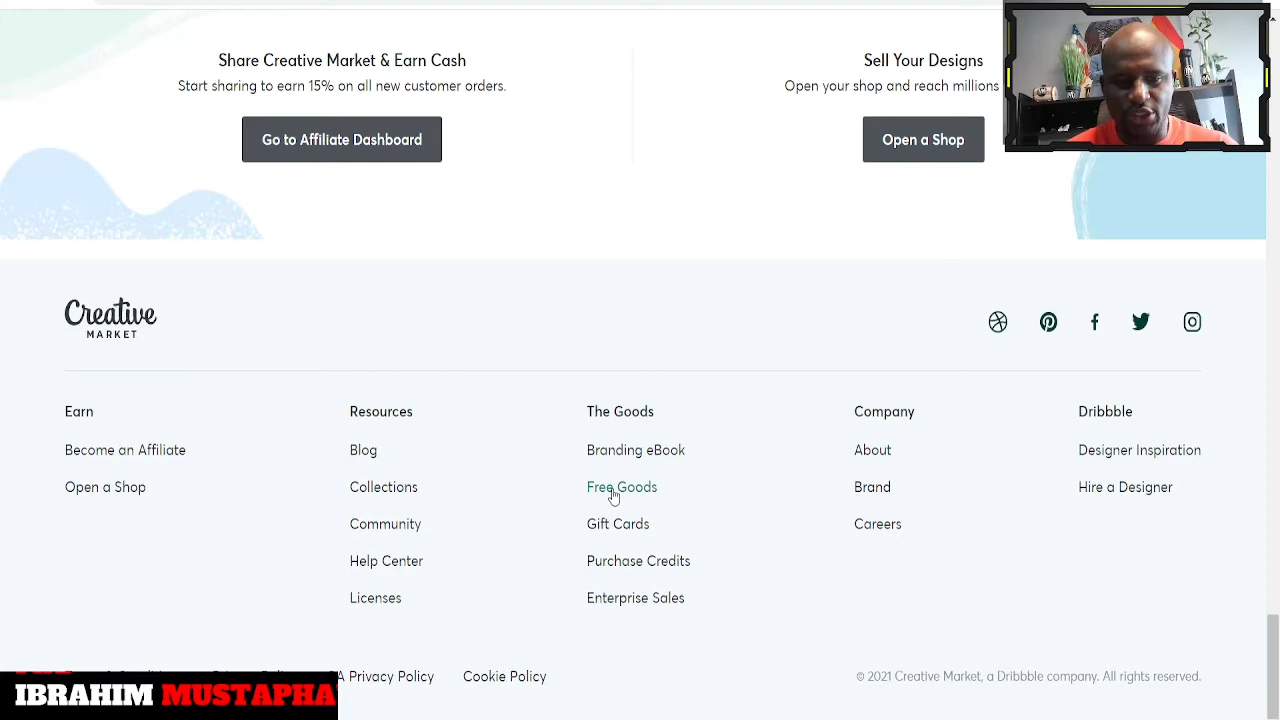 Share Creative Market & Earn Cash
Start sharing to earn 15% on all new customer orders.
Go to Affiliate Dashboard
Sell Your Designs
Open your shop and reach millions
Open a Shop
Creative
MARKET
Earn
Become an Affiliate
Open a Shop
Resources
Blog
Collections
Community
Help Center
Licenses
The Goods
Branding eBook
Free Goods
Gift Cards
Purchase Credits
Enterprise Sales
Company
About
Brand
Careers
Dribbble
Designer Inspiration
Hire a Designer
A Privacy Policy
Cookie Policy
© 2021 Creative Market, a Dribbble company. All rights reserved.
IBRAHIM MUSTAPHA